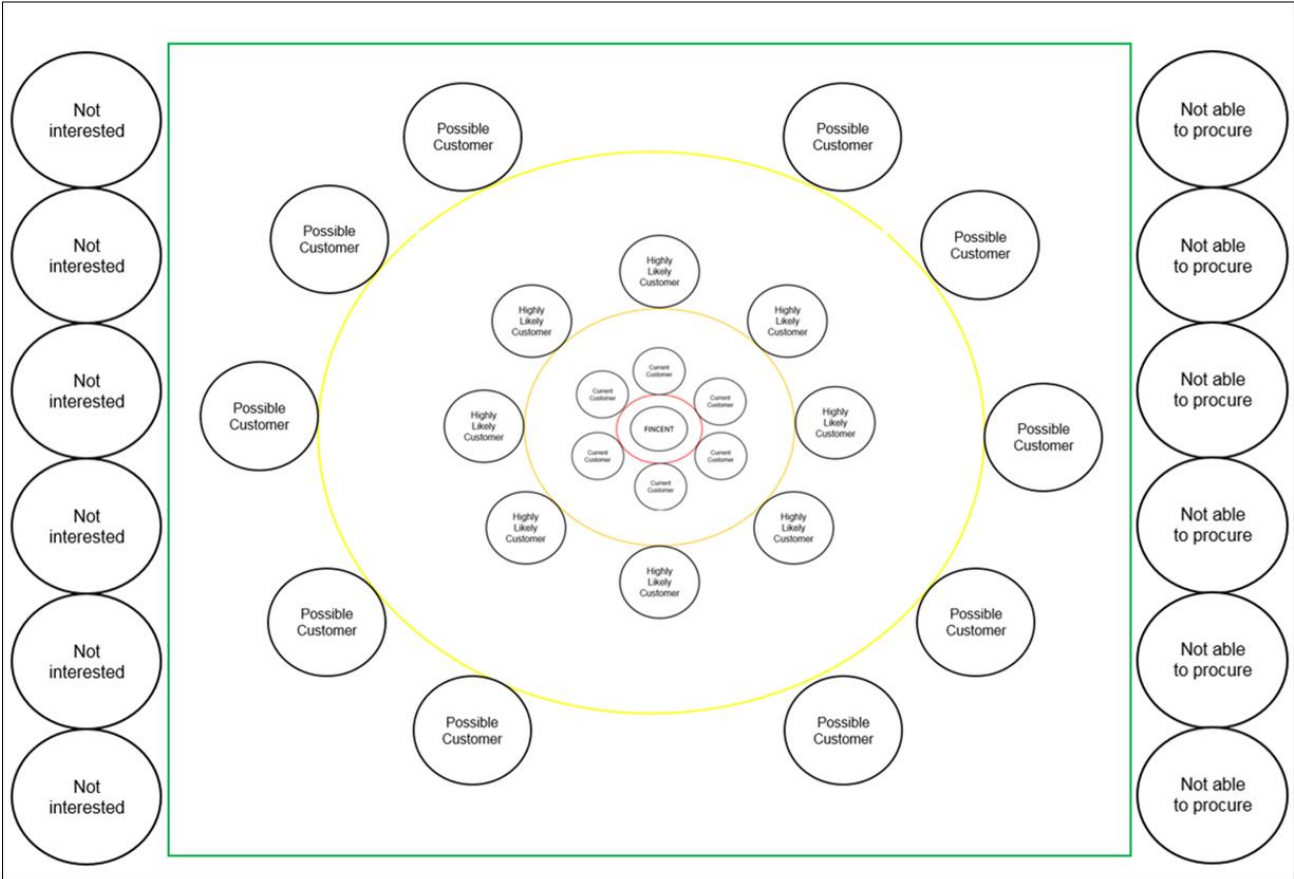 Not
interested
Not
interested
Not
interested
Not
interested
Not
interested
Not
interested
Possible
Customer
Possible
Customer
Possible
Customer
Possible
Customer
Possible
Customer
Possible
Customer
Possible
Customer
Possible
Customer
Possible
Customer
Possible
Customer
Highly
Likely
Customer
Highly
Likely
Customer
Highly
Likely
Customer
Highly
Likely
Customer
Highly
Likely
Customer
Highly
Likely
Customer
Highly
Likely
Customer
Highly
Likely
Customer
Current
Customer
Current
Customer
Current
Customer
FINCENT
Current
Customer
Current
Customer
Current
Customer
Not able
to procure
Not able
to procure
Not able
to procure
Not able
to procure
Not able
to procure
Not able
to procure